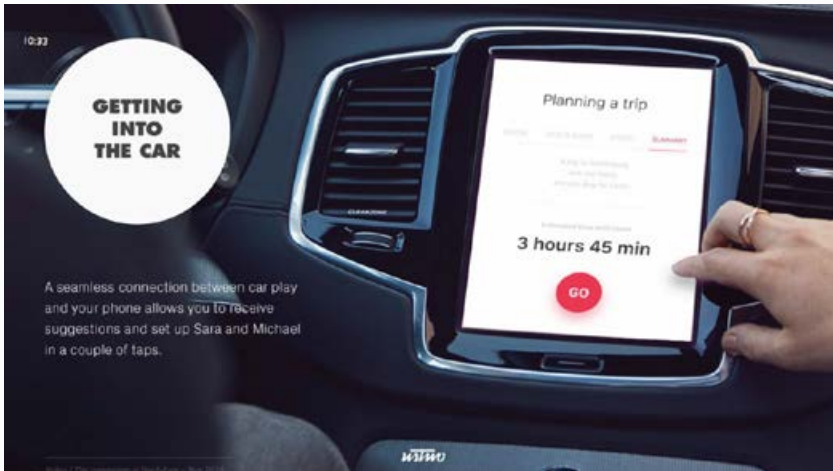 10:33
GETTING
INTO
THE CAR
Planning a trip
SUMMARY
3 hours 45 min
GO
CLEANZONE
A seamless connection between car play
and your phone allows you to receive
suggestions and set up Sara and Michael
in a couple of taps.